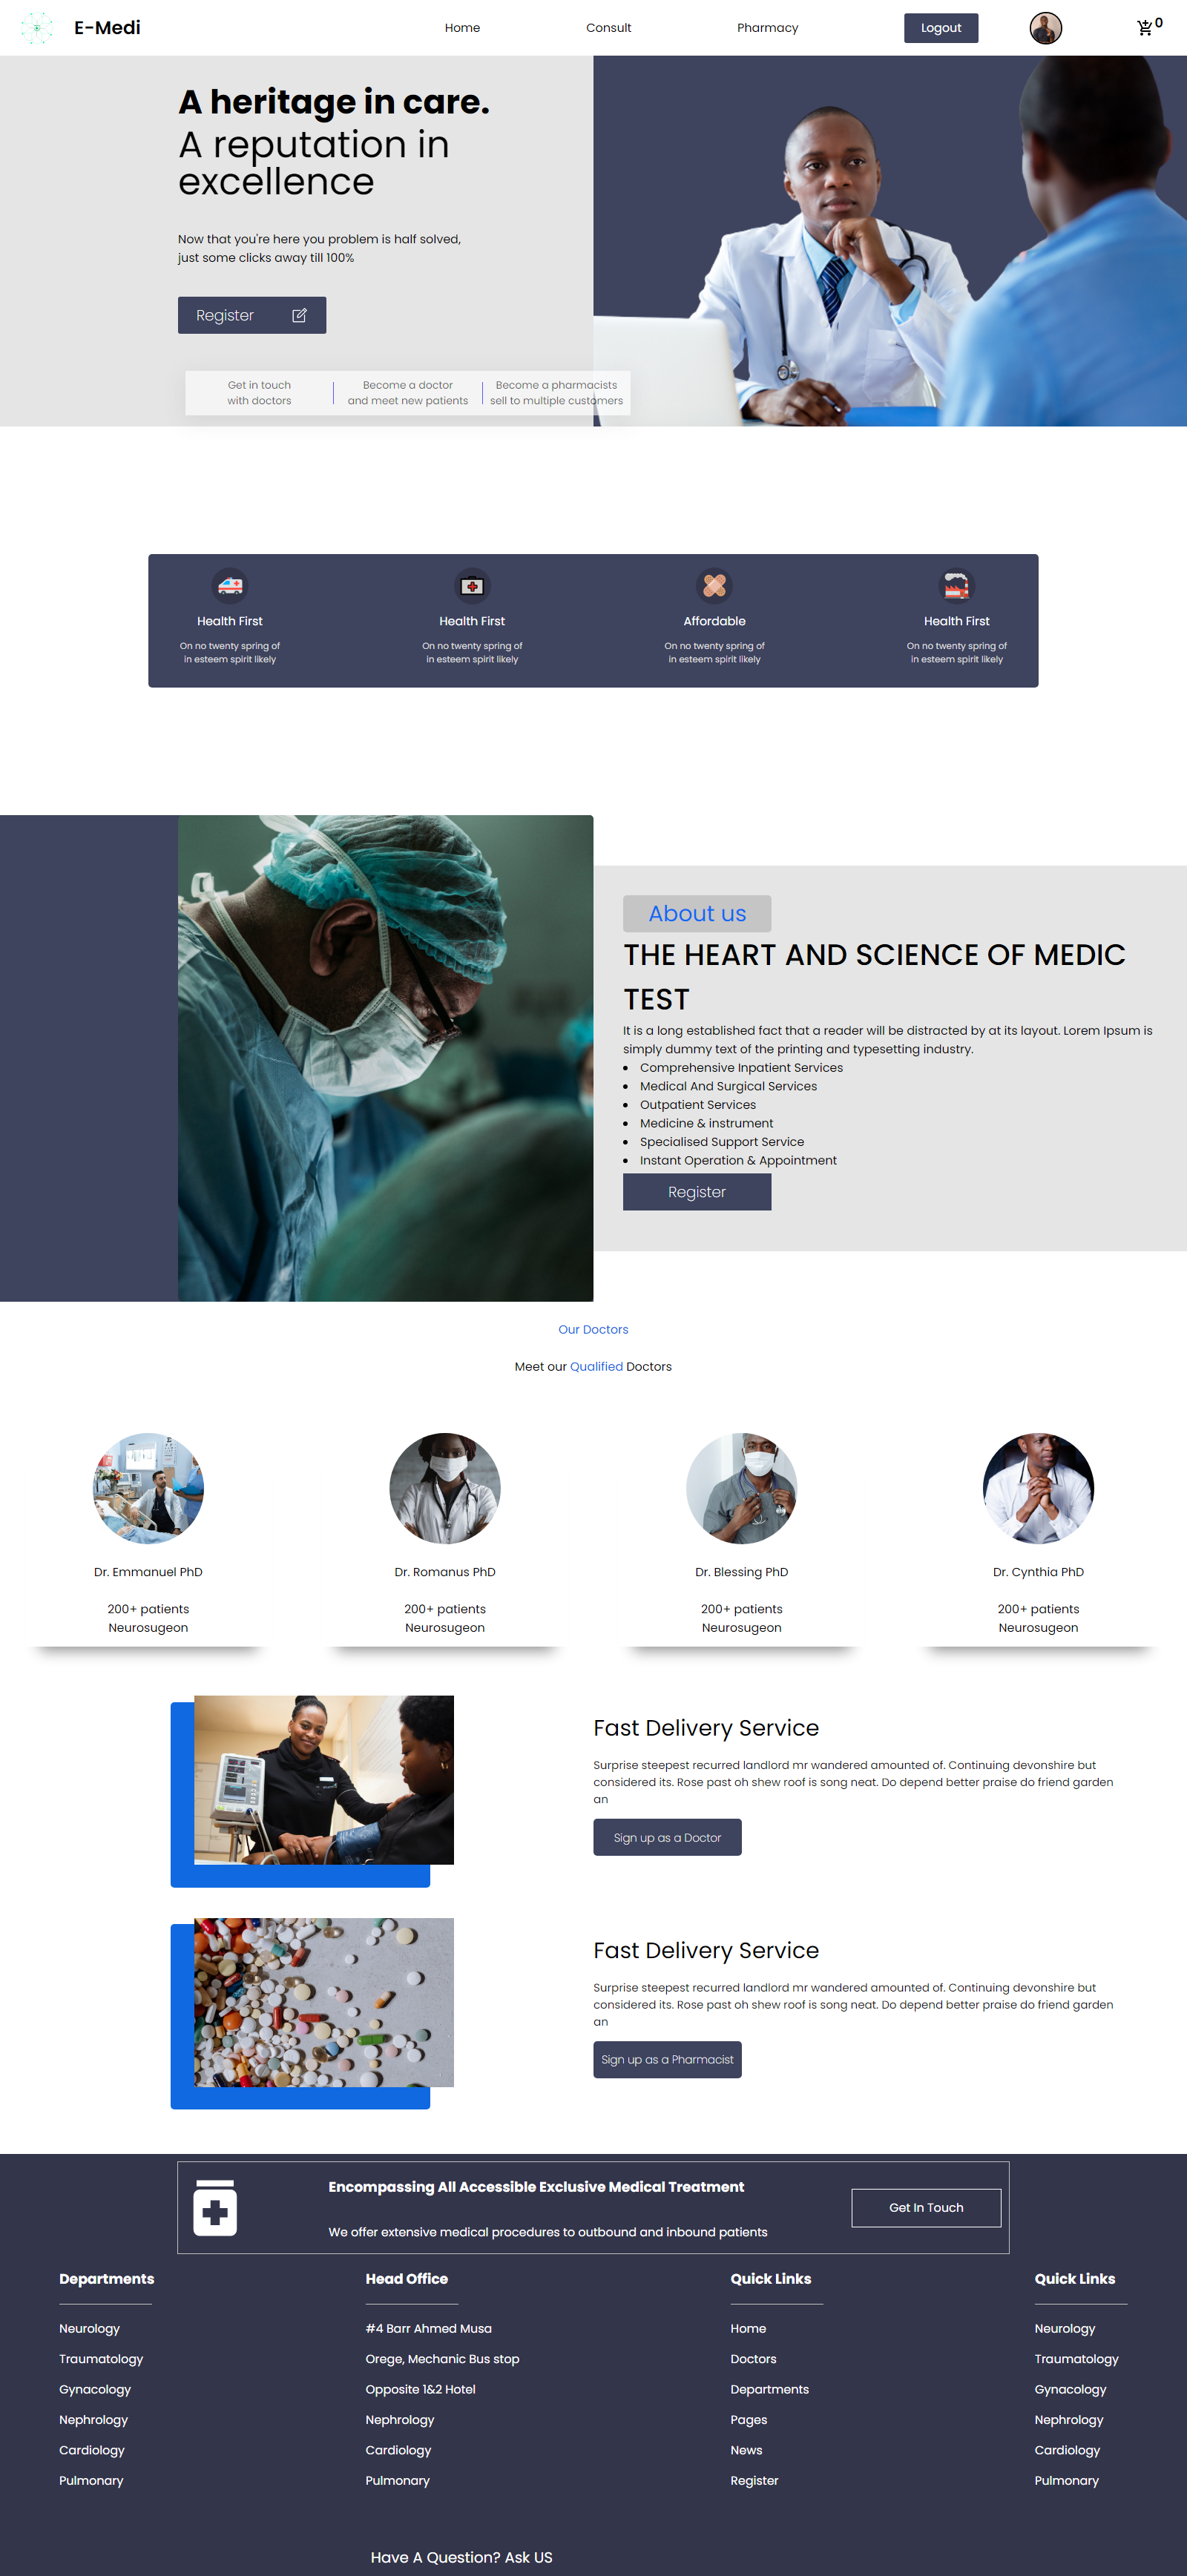 E-Medi
Home
Consult
Pharmacy
Logout
0
A heritage in care.
A reputation in
excellence
Now that you're here you problem is half solved,
just some clicks away till 100%
Register
Get in touch
with doctors
Become a doctor
and meet new patients
Become a pharmacists
sell to multiple customers
Health First
On no twenty spring of
in esteem spirit likely
Health First
On no twenty spring of
in esteem spirit likely
Affordable
On no twenty spring of
in esteem spirit likely
Health First
On no twenty spring of
in esteem spirit likely
About us
THE HEART AND SCIENCE OF MEDIC
TEST
It is a long established fact that a reader will be distracted by at its layout. Lorem Ipsum is
simply dummy text of the printing and typesetting industry.
Comprehensive Inpatient Services
Medical And Surgical Services
Outpatient Services
Medicine & instrument
Specialised Support Service
Instant Operation & Appointment
Register
Our Doctors
Meet our Qualified Doctors
Dr. Emmanuel PhD
200+ patients
Neurosugeon
Dr. Romanus PhD
200+ patients
Neurosugeon
Dr. Blessing PhD
200+ patients
Neurosugeon
Dr. Cynthia PhD
200+ patients
Neurosugeon
Fast Delivery Service
Surprise steepest recurred landlord mr wandered amounted of. Continuing devonshire but
considered its. Rose past oh shew roof is song neat. Do depend better praise do friend garden
an
Sign up as a Doctor
Fast Delivery Service
Surprise steepest recurred landlord mr wandered amounted of. Continuing devonshire but
considered its. Rose past oh shew roof is song neat. Do depend better praise do friend garden
an
Sign up as a Pharmacist
Encompassing All Accessible Exclusive Medical Treatment
We offer extensive medical procedures to outbound and inbound patients
Get In Touch
Departments
Neurology
Traumatology
Gynacology
Nephrology
Cardiology
Pulmonary
Head Office
#4 Barr Ahmed Musa
Orege, Mechanic Bus stop
Opposite 1&2 Hotel
Nephrology
Cardiology
Pulmonary
Quick Links
Home
Doctors
Departments
Pages
News
Register
Quick Links
Neurology
Traumatology
Gynacology
Nephrology
Cardiology
Pulmonary
Have A Question? Ask US